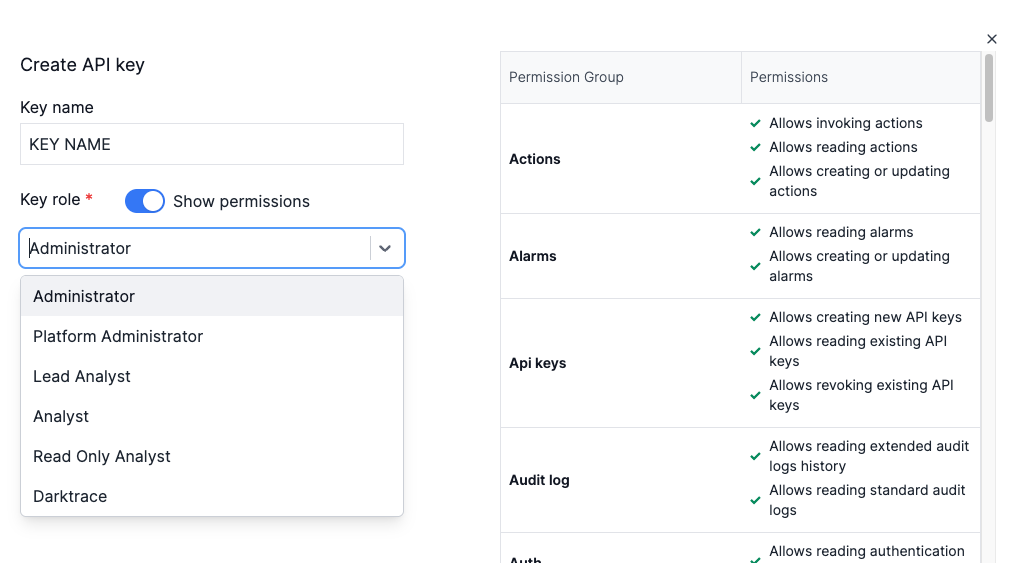 Create API key
Key name
KEY NAME
Key role *
Show permissions
Administrator
Administrator
Platform Administrator
Lead Analyst
Analyst
Read Only Analyst
Darktrace
Permission Group
Permissions
Actions
Allows invoking actions
Allows reading actions
Allows creating or updating
actions
Alarms
Allows reading alarms
Allows creating or updating
alarms
Api keys
Allows creating new API keys
Allows reading existing API
keys
Allows revoking existing API
keys
Audit log
Allows reading extended audit
logs history
Allows reading standard audit
logs
Auth
Allows reading authentication